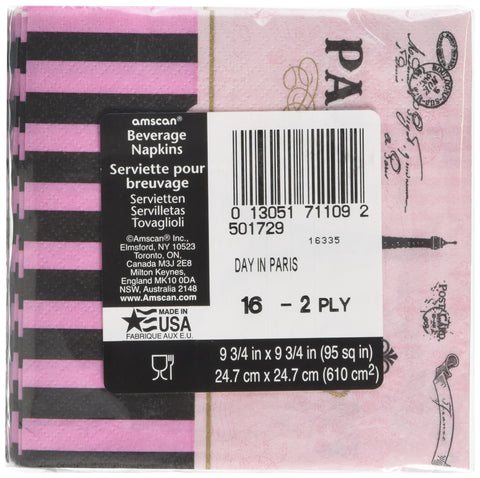 PA
amscan®
Beverage
Napkins
Serviette pour
breuvage
Servietten
Servilletas
Tovaglioli
©Amscan® Inc.,
Elmsford, NY 10523
Toronto, ON,
Canada M3J 2E8
Milton Keynes,
England MK10 0DA
NSW, Australia 2148
www.Amscan.com
MADE IN
USA
FABRIQUE AUX E.U.
0 13051 71109 2
501729
16335
DAY IN PARIS
16 - 2 PLY
9 3/4 in x 9 3/4 in (95 sq in)
24.7 cm x 24.7 cm (610 cm²)